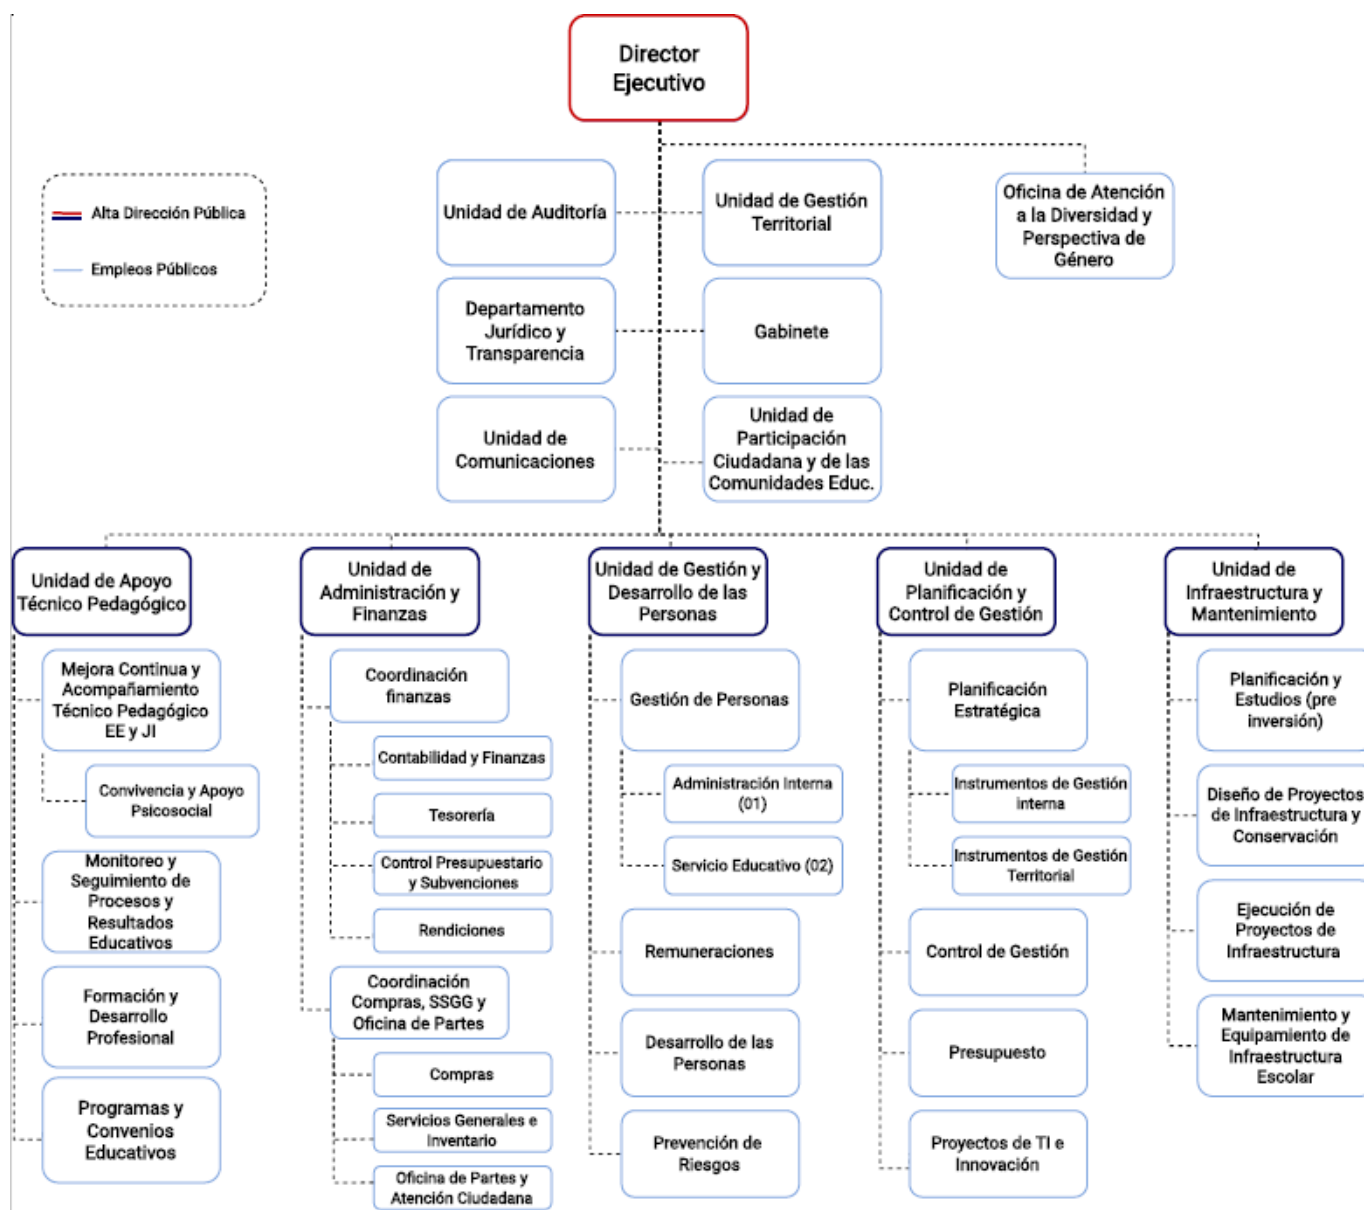 Director
Ejecutivo
Alta Dirección Pública
Empleos Públicos
Unidad de Auditoría
Unidad de Gestión
Territorial
Oficina de Atención
a la Diversidad y
Perspectiva de
Género
Departamento
Jurídico y
Transparencia
Gabinete
Unidad de
Comunicaciones
Unidad de
Participación
Ciudadana y de las
Comunidades Educ.
Unidad de Apoyo
Técnico Pedagógico
Mejora Continua y
Acompañamiento
Técnico Pedagógico
EE y JI
Convivencia y Apoyo
Psicosocial
Monitoreo y
Seguimiento de
Procesos y
Resultados
Educativos
Formación y
Desarrollo
Profesional
Programas y
Convenios
Educativos
Unidad de
Administración y
Finanzas
Coordinación
finanzas
Contabilidad y Finanzas
Tesorería
Control Presupuestario
y Subvenciones
Rendiciones
Coordinación
Compras, SSGG y
Oficina de Partes
Compras
Servicios Generales e
Inventario
Oficina de Partes y
Atención Ciudadana
Unidad de Gestión y
Desarrollo de las
Personas
Gestión de Personas
Administración Interna
(01)
Servicio Educativo (02)
Remuneraciones
Desarrollo de las
Personas
Prevención de
Riesgos
Unidad de
Planificación y
Control de Gestión
Planificación
Estratégica
Instrumentos de Gestión
interna
Instrumentos de Gestión
Territorial
Control de Gestión
Presupuesto
Proyectos de TI e
Innovación
Unidad de
Infraestructura y
Mantenimiento
Planificación y
Estudios (pre
inversión)
Diseño de Proyectos
de Infraestructura y
Conservación
Ejecución de
Proyectos de
Infraestructura
Mantenimiento y
Equipamiento de
Infraestructura
Escolar